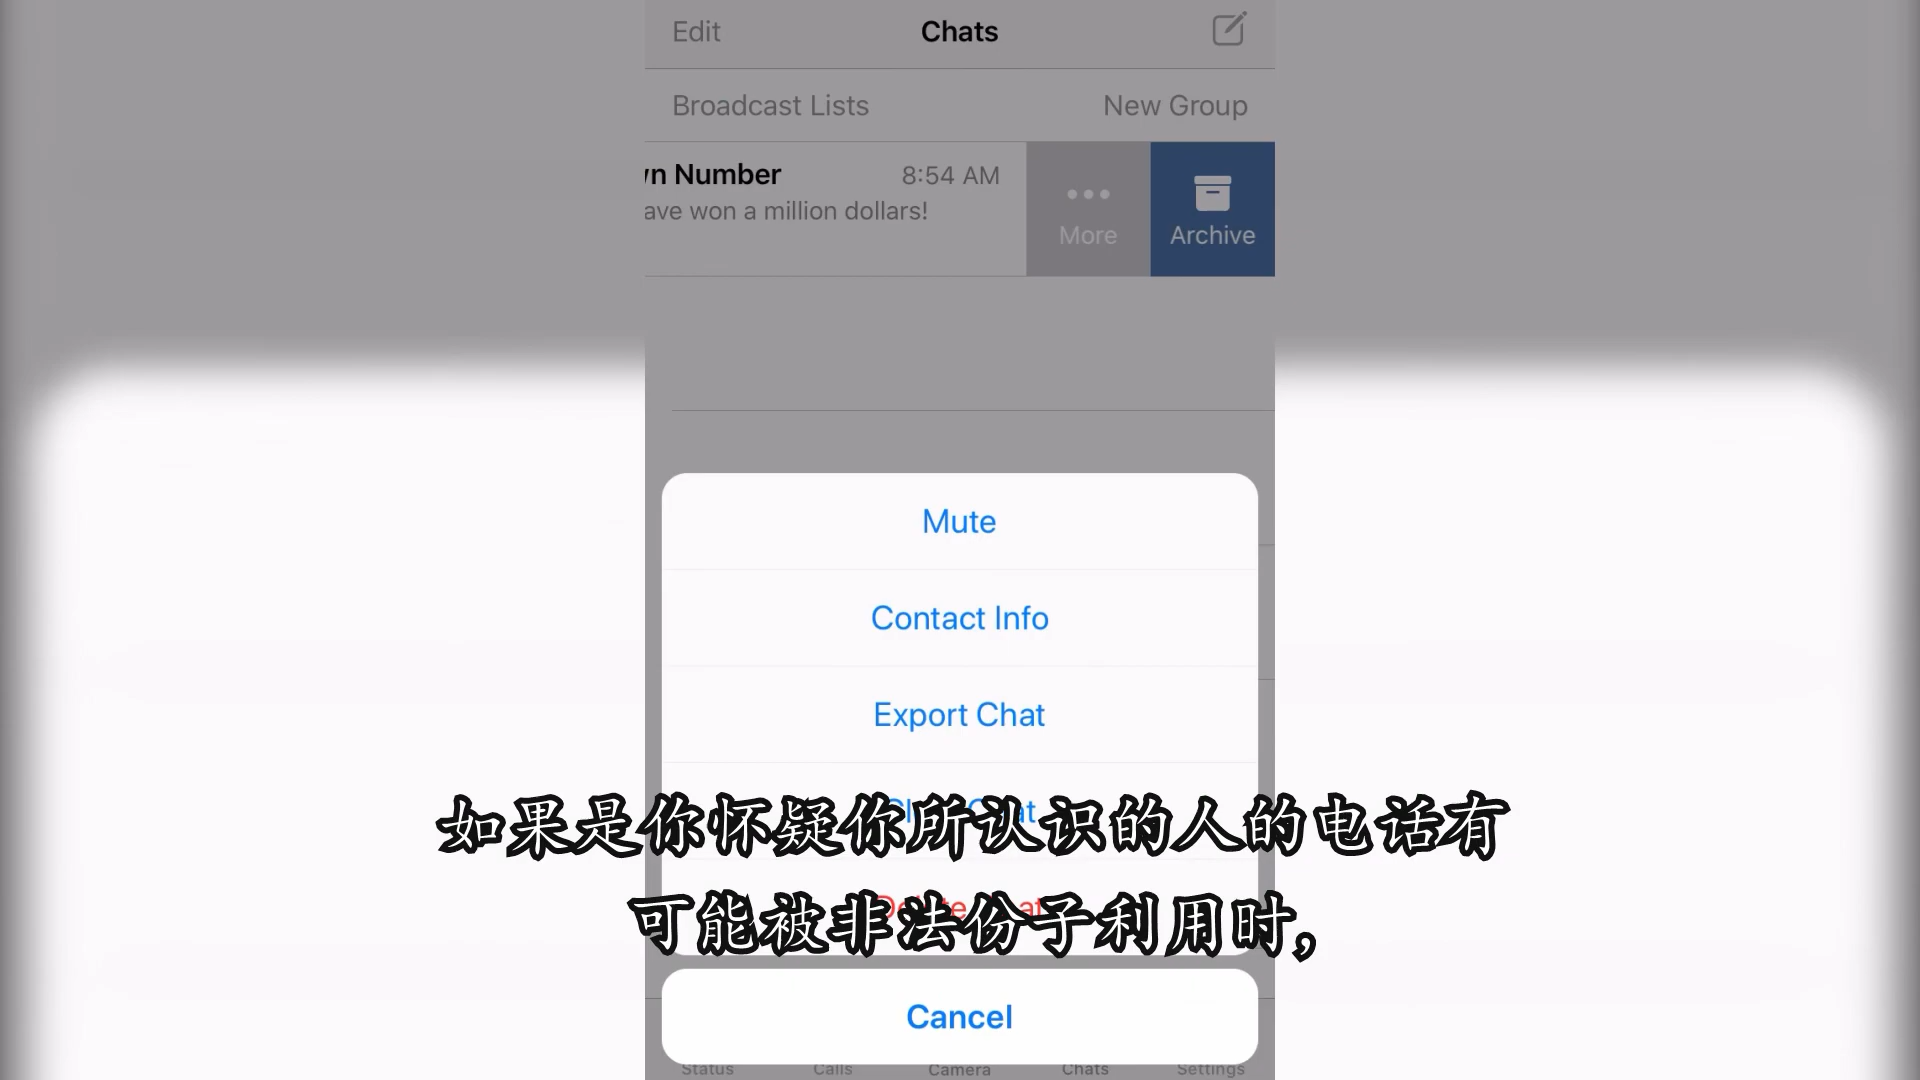 Edit Chats
Broadcast Lists New Group
vn Number 8:54 AM
ave won a million dollars!
More Archive
Mute
Contact Info
Export Chat
如果是你怀疑你所认识的人的电话有
可能被非法份子利用时,
Cancel
Status Calls Camera Chats Settings